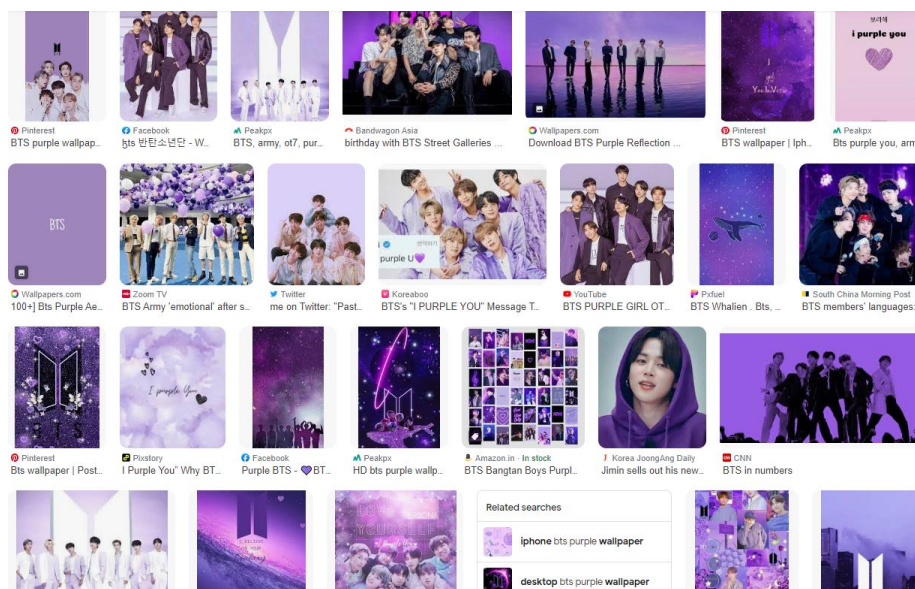 보라해
i purple you
Pinterest
BTS purple wallpap...
Facebook
ḫts 반탄소년단 - W...
Peakpx
BTS, army, ot7, pur...
Bandwagon Asia
birthday with BTS Street Galleries ...
Wallpapers.com
Download BTS Purple Reflection ...
Pinterest
BTS wallpaper | Iph...
Peakpx
Bts purple you, arm
BTS
purple U💜
Wallpapers.com
100+] Bts Purple Ae...
Zoom TV
BTS Army 'emotional' after s...
Twitter
me on Twitter: "Past...
Koreaboo
BTS's "I PURPLE YOU" Message T...
YouTube
BTS PURPLE GIRL OT...
Pxfuel
BTS Whalien . Bts, ...
South China Morning Post
BTS members' languages:
BTS
I purple You
Pinterest
Bts wallpaper | Post...
Pixstory
I Purple You" Why BT...
Facebook
Purple BTS - 💜BT...
Peakpx
HD bts purple wallp...
Amazon.in · In stock
BTS Bangtan Boys Purpl...
Korea JoongAng Daily
Jimin sells out his new...
CNN
BTS in numbers
Related searches
iphone bts purple wallpaper
desktop bts purple wallpaper